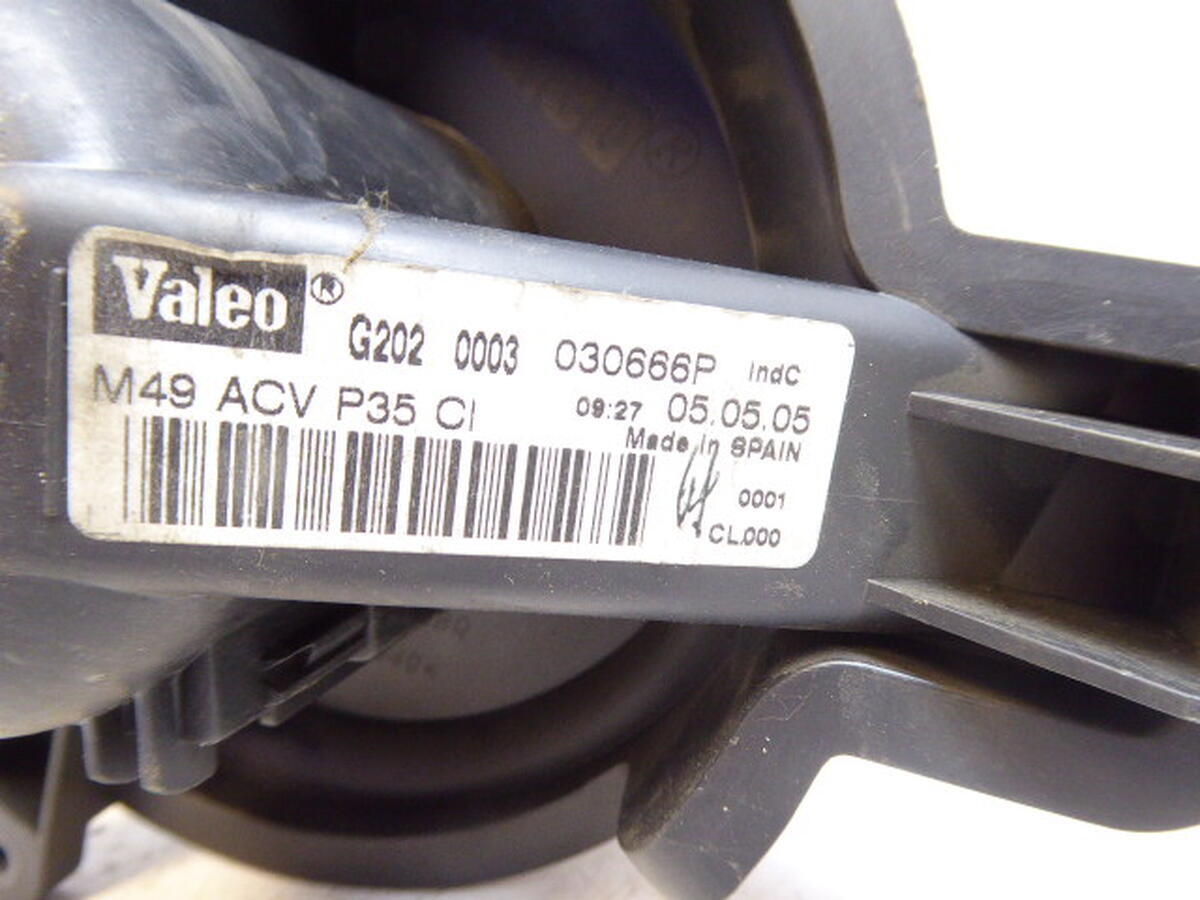 Valeo®
G202 0003 030666P IndC
M49 ACV P35 CI 09:27 05.05.05
Made in SPAIN
0001
CL.000